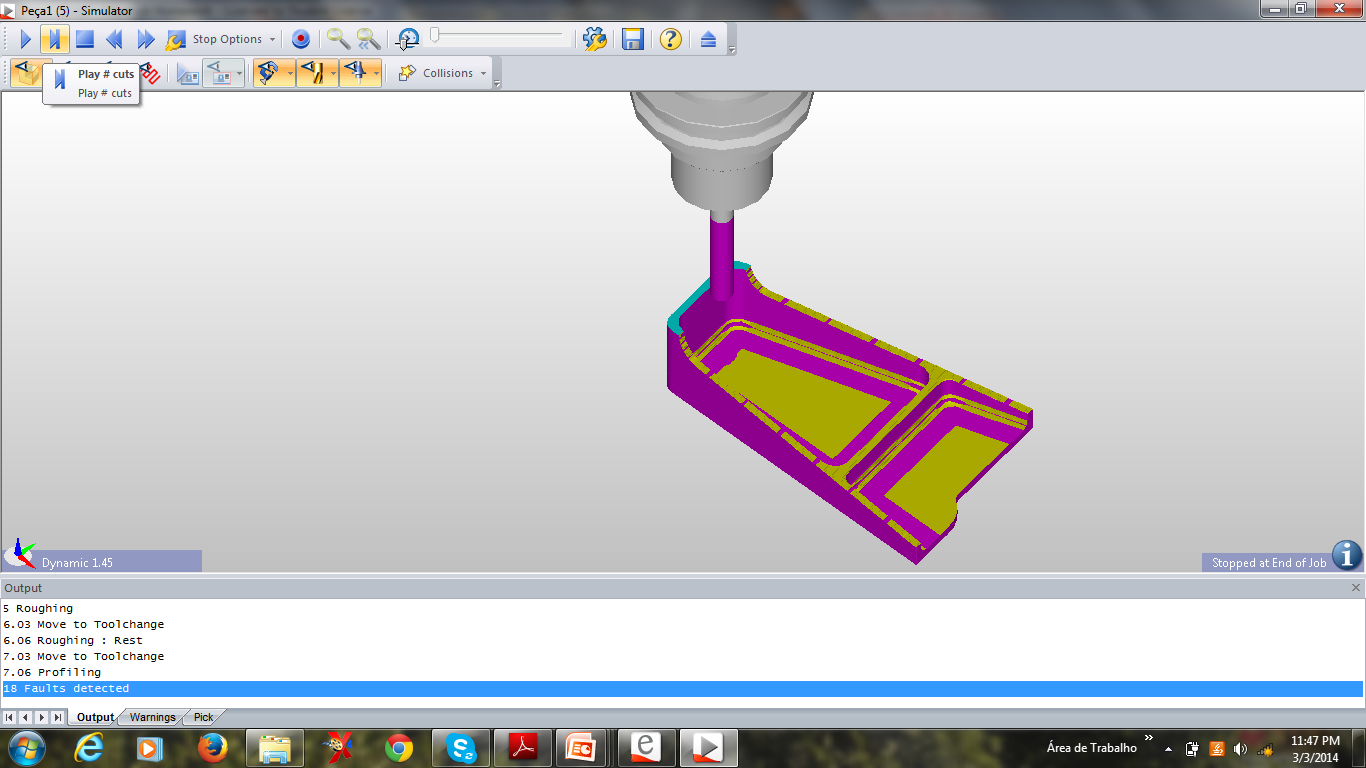 Peça1 (5) - Simulator
Stop Options
Collisions
Play # cuts
Play # cuts
Dynamic 1.45
Stopped at End of Job
Output
5 Roughing
6.03 Move to Toolchange
6.06 Roughing : Rest
7.03 Move to Toolchange
7.06 Profiling
18 Faults detected
Output Warnings Pick
Área de Trabalho
11:47 PM
3/3/2014